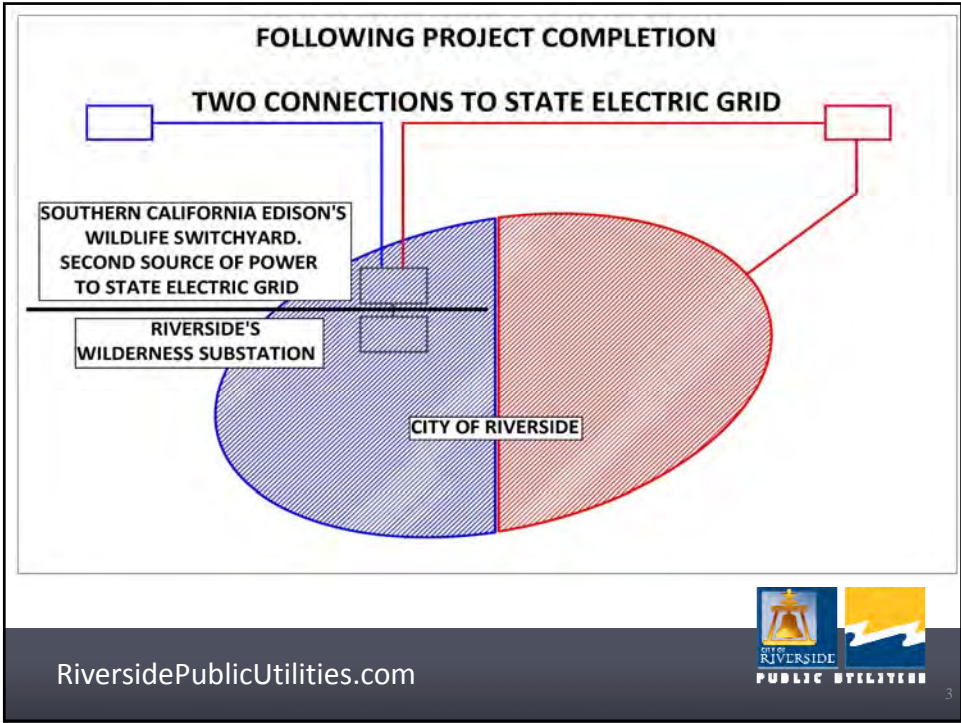 FOLLOWING PROJECT COMPLETION
TWO CONNECTIONS TO STATE ELECTRIC GRID
SOUTHERN CALIFORNIA EDISON'S
WILDLIFE SWITCHYARD.
SECOND SOURCE OF POWER
TO STATE ELECTRIC GRID
RIVERSIDE'S
WILDERNESS SUBSTATION
CITY OF RIVERSIDE
RiversidePublicUtilities.com
CITY OF
RIVERSIDE
PUBLIC UTILITIES
3